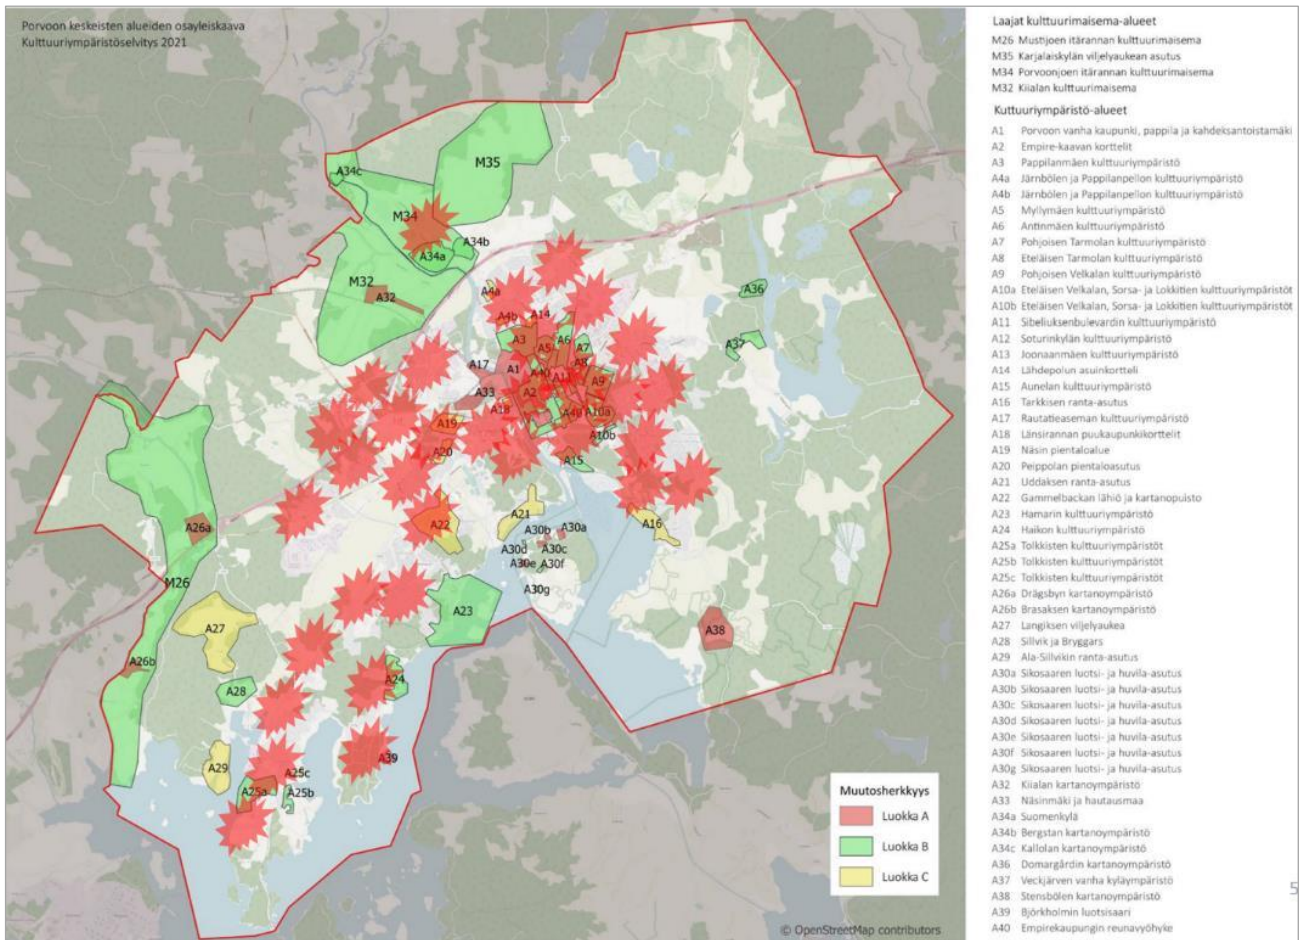 Porvoon keskeisten alueiden osayleiskaava
Kulttuuriympäristöselvitys 2021
Laajat kulttuurimaisema-alueet
M26 Mustijoen itärannan kulttuurimaisema
M35 Karjalaiskylän viljelyaukean asutus
M34 Porvoonjoen itärannan kulttuurimaisema
M32 Kiialan kulttuurimaisema
Kuttuuriympäristö-alueet
A1 Porvoon vanha kaupunki, pappila ja kahdeksantoistamäki
A2 Empire-kaavan korttelit
A3 Pappilanmäen kulttuuriympäristö
A4a Järnbölen ja Pappilanpellon kulttuuriympäristö
A4b Järnbölen ja Pappilanpellon kulttuuriympäristö
A5 Myllymäen kulttuuriympäristö
A6 Antinmäen kulttuuriympäristö
A7 Pohjoisen Tarmolan kulttuuriympäristö
A8 Eteläisen Tarmolan kulttuuriympäristö
A9 Pohjoisen Velkalan kulttuuriympäristö
A10a Eteläisen Velkalan, Sorsa- ja Lokkitien kulttuuriympäristöt
A10b Eteläisen Velkalan, Sorsa- ja Lokkitien kulttuuriympäristöt
A11 Sibeliuksenbulevardin kulttuuriympäristö
A12 Soturinkylän kulttuuriympäristö
A13 Joonaanmäen kulttuuriympäristö
A14 Lähdepolun asuinkortteli
A15 Aunelan kulttuuriympäristö
A16 Tarkkisen ranta-asutus
A17 Rautatieaseman kulttuuriympäristö
A18 Länsirannan puukaupunkikorttelit
A19 Näsin pientaloalue
A20 Peippolan pientaloasutus
A21 Uddaksen ranta-asutus
A22 Gammelbackan lähiö ja kartanopuisto
A23 Hamarin kulttuuriympäristö
A24 Haikon kulttuuriympäristö
A25a Tolkkisten kulttuuriympäristöt
A25b Tolkkisten kulttuuriympäristöt
A25c Tolkkisten kulttuuriympäristöt
A26a Drägsbyn kartanoympäristö
A26b Brasaksen kartanoympäristö
A27 Langiksen viljelyaukea
A28 Sillvik ja Bryggars
A29 Ala-Sillvikin ranta-asutus
A30a Sikosaaren luotsi- ja huvila-asutus
A30b Sikosaaren luotsi- ja huvila-asutus
A30c Sikosaaren luotsi- ja huvila-asutus
A30d Sikosaaren luotsi- ja huvila-asutus
A30e Sikosaaren luotsi- ja huvila-asutus
A30f Sikosaaren luotsi- ja huvila-asutus
A30g Sikosaaren luotsi- ja huvila-asutus
A32 Kiialan kartanoympäristö
A33 Näsinmäki ja hautausmaa
A34a Suomenkylä
A34b Bergstan kartanoympäristö
A34c Kallolan kartanoympäristö
A36 Domargårdin kartanoympäristö
A37 Veckjärven vanha kyläympäristö
A38 Stensbölen kartanoympäristö
A39 Björkholmin luotsisaari
A40 Empirekaupungin reunavyöhyke
5
M35
A34c
M34
A34b
A34a
M32
A32
A4a
A36
A4b
A14
A37
A3
A6
A5
A7
A17
A1
A8
A40
A11
A9
A33
A2
A18
A10a
A19
A10b
A20
A15
A22
A21
A16
A26a
A30b
A30a
A30d
A30c
A30e
A30f
A30g
M26
A23
A27
A38
A26b
A24
A28
A39
A29
A25c
A25a
A25b
Muutosherkkyys
Luokka A
Luokka B
Luokka C
© OpenStreetMap contributors